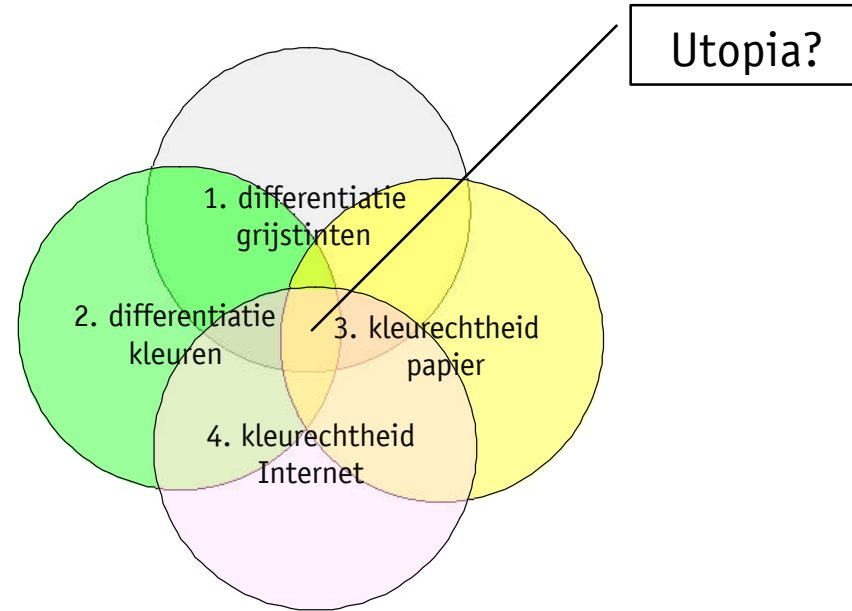 Utopia?
1. differentiatie
grijstinten
2. differentiatie
kleuren
3. kleurechtheid
papier
4. kleurechtheid
Internet